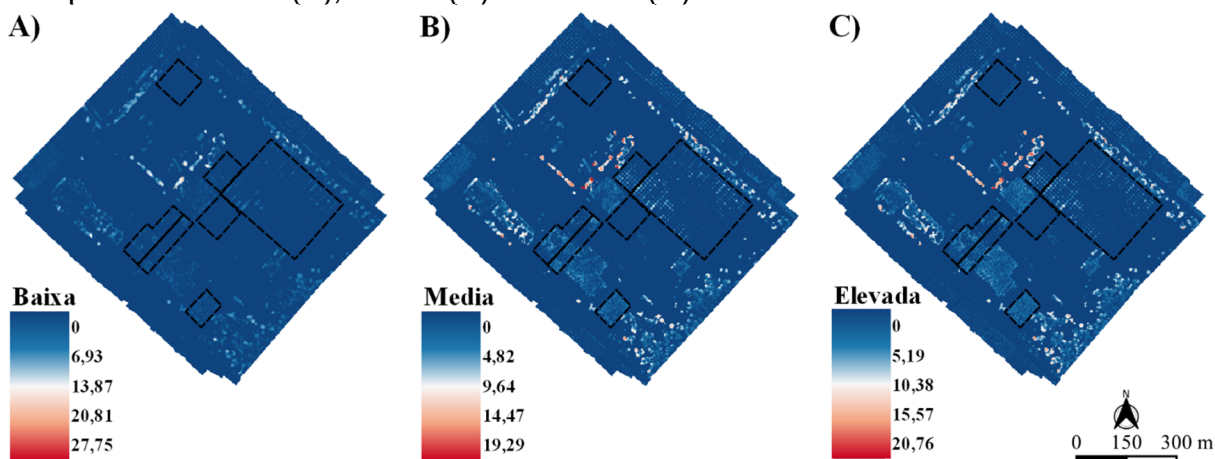 A)
B)
C)
Baixa
0
6,93
13,87
20,81
27,75
Media
0
4,82
9,64
14,47
19,29
Elevada
0
5,19
10,38
15,57
20,76
N
0 150 300 m